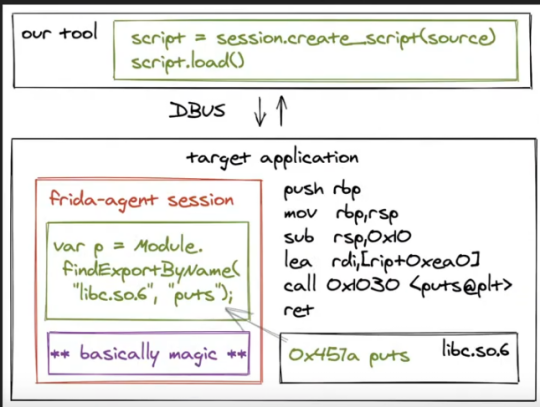 our tool
script = session.create_script(source)
script.load()
DBUS
target application
frida-agent session
var p = Module.
findExportByName(
"libc.so.6", "puts");
** basically magic **
push rbp
mov rbp,rsp
sub rsp,0x10
lea rdi,[rip+0xea0]
call 0x1030 <puts@plt>
ret
0x457a puts
libc.so.6